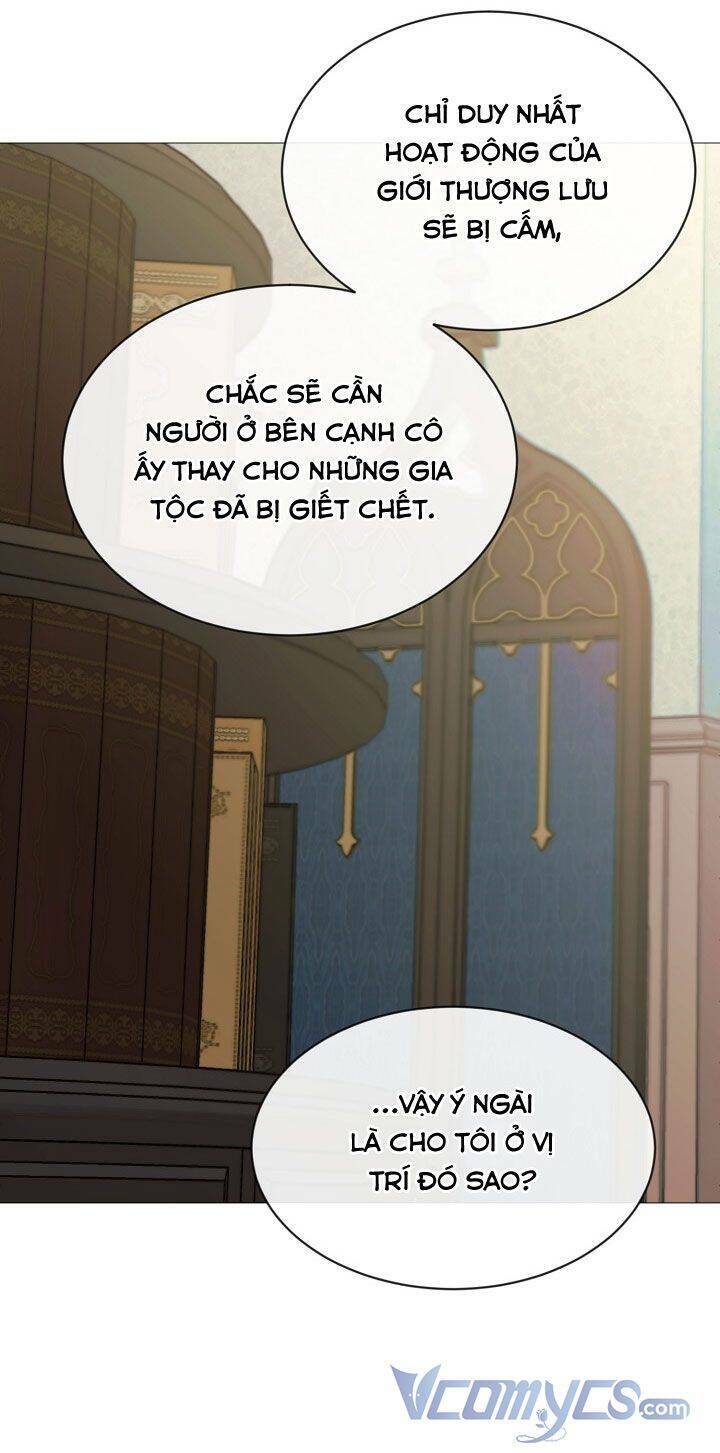 CHỈ DUY NHẤT
HOẠT ĐỘNG CỦA
GIỚI THƯỢNG LƯU
SẼ BỊ CẤM,
CHẮC SẼ CẦN
NGƯỜI Ở BÊN CẠNH CÔ
ẤY THAY CHO NHỮNG GIA
TỘC ĐÃ BỊ GIẾT CHẾT.
...VẬY Ý NGÀI
LÀ CHO TÔI Ở VỊ
TRÍ ĐÓ SAO?
VCOMYCS.com